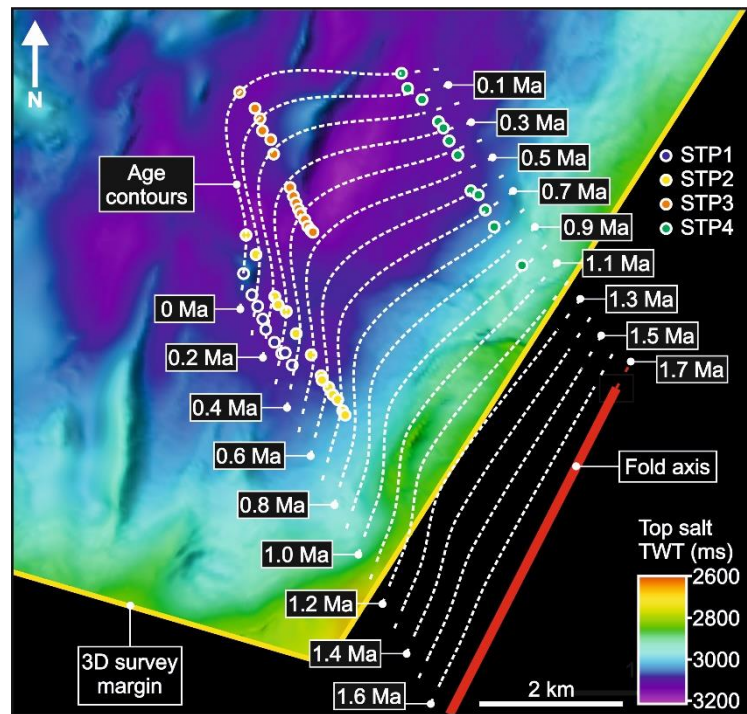 N
0.1 Ma
0.3 Ma
0.5 Ma
0.7 Ma
0.9 Ma
1.1 Ma
1.3 Ma
1.5 Ma
1.7 Ma
STP1
STP2
STP3
STP4
Age
contours
0 Ma
0.2 Ma
0.4 Ma
0.6 Ma
0.8 Ma
1.0 Ma
1.2 Ma
1.4 Ma
1.6 Ma
Fold axis
3D survey
margin
Top salt
TWT (ms)
2600
2800
3000
3200
2 km